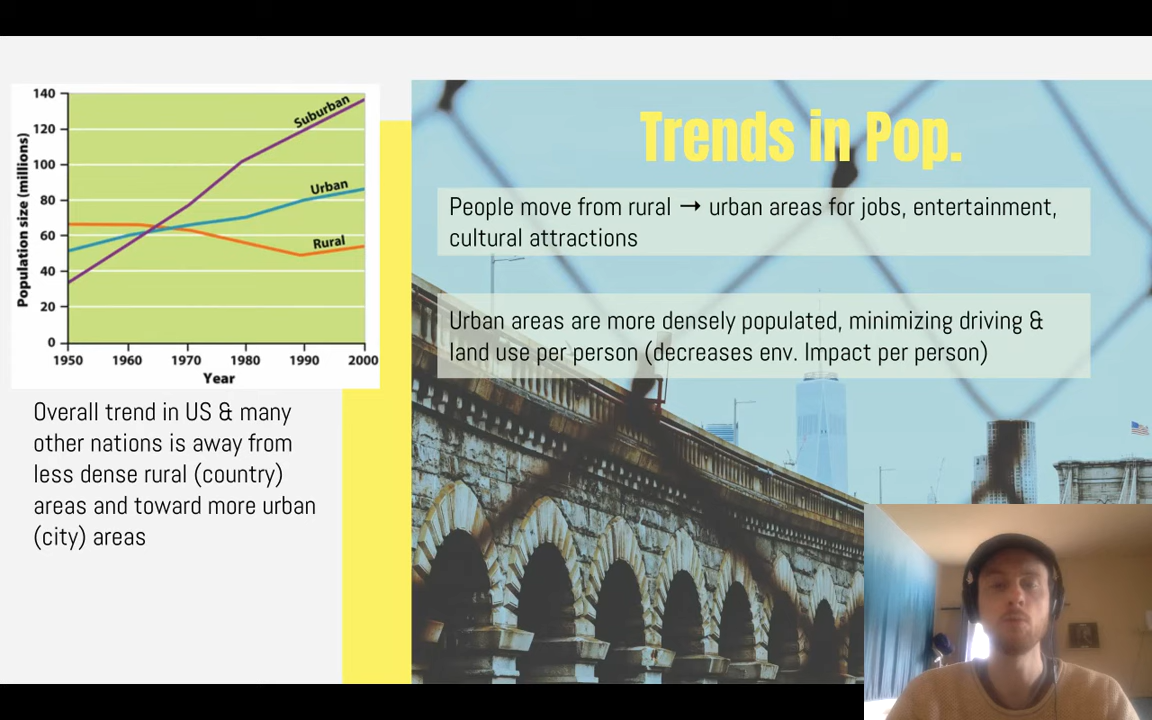 140
120
100
80
60
40
20
0
Population size (millions)
Suburban
Urban
Rural
1950 1960 1970 1980 1990 2000
Year
Overall trend in US & many
other nations is away from
less dense rural (country)
areas and toward more urban
(city) areas
Trends in Pop.
People move from rural → urban areas for jobs, entertainment,
cultural attractions
Urban areas are more densely populated, minimizing driving &
land use per person (decreases env. Impact per person)